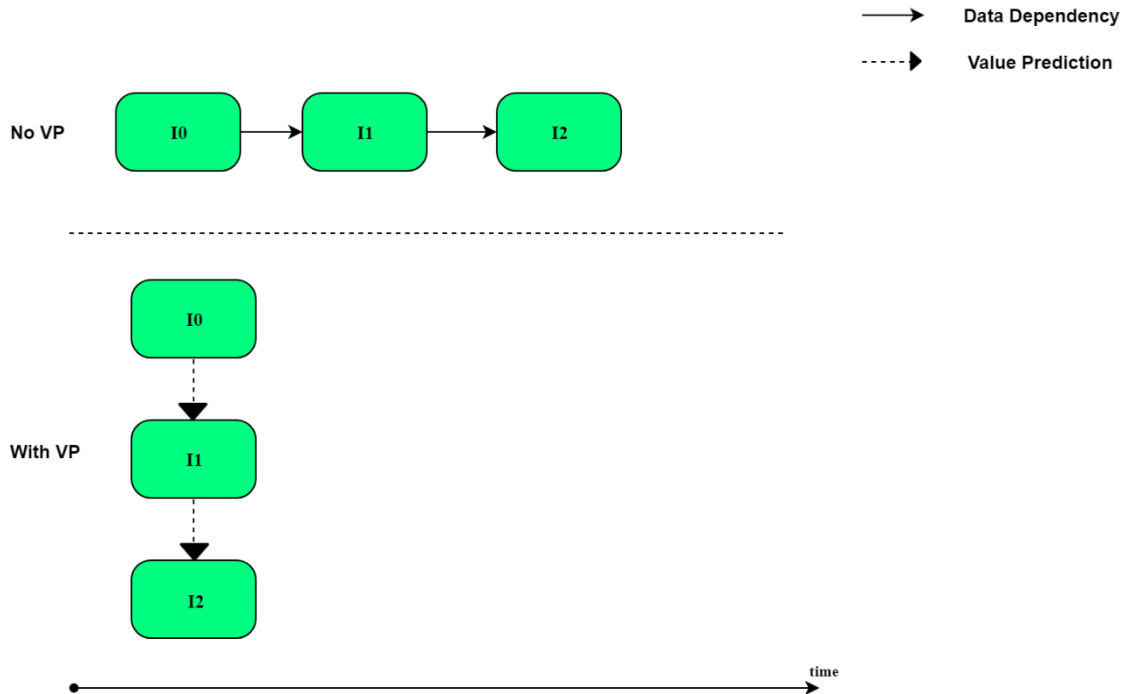 Data Dependency
Value Prediction
No VP
I0
I1
I2
I0
With VP
I1
I2
time